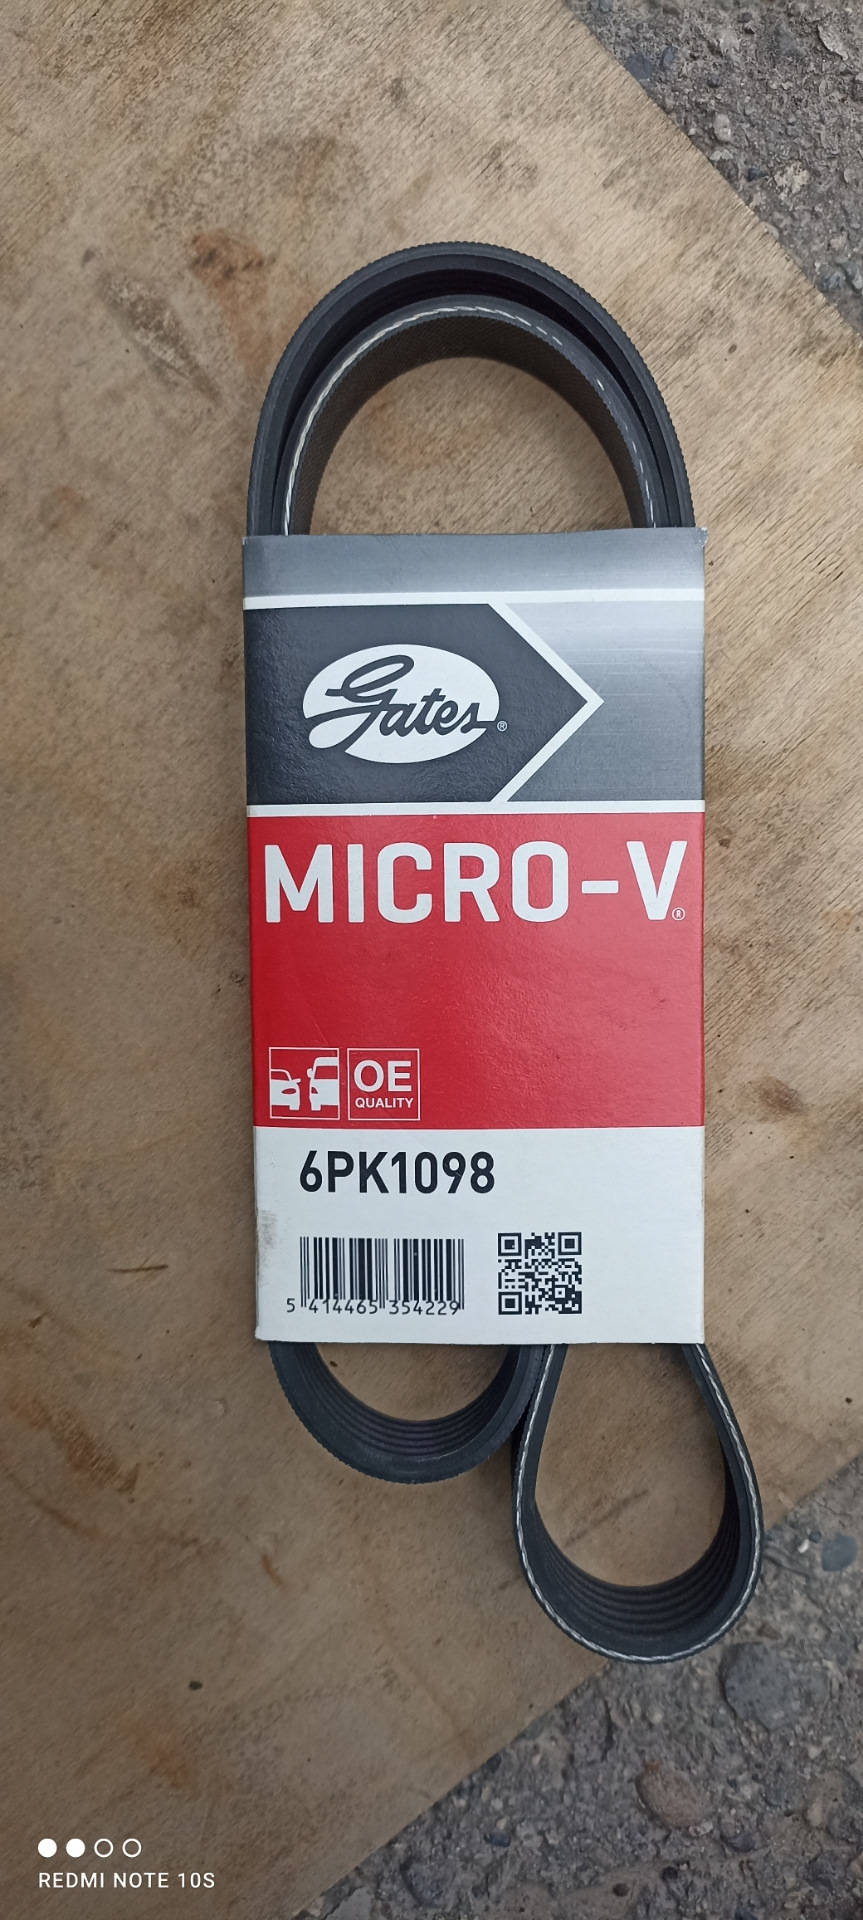 Gates®
MICRO-V®
OE
QUALITY
6PK1098
5 414465 354229
REDMI NOTE 10S